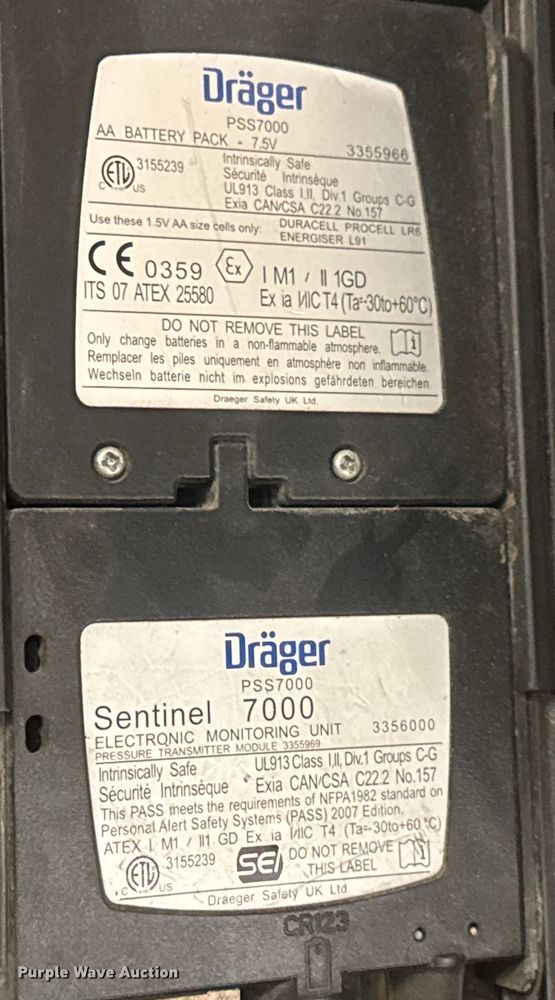 Dräger
PSS7000
AA BATTERY PACK - 7.5V 3355966
ETL 3155239 Intrinsically Safe
Sécurité Intrinsèque
C US UL913 Class I,II, Div.1 Groups C-G
Exia CAN/CSA C22.2 No.157
Use these 1.5V AA size cells only: DURACELL PROCELL LR6
ENERGISER L91
CE 0359 Ex I M1 / II 1GD
ITS 07 ATEX 25580 Ex ia I/IIC T4 (Ta=-30to+60°C)
DO NOT REMOVE THIS LABEL
Only change batteries in a non-flammable atmosphere. i
Remplacer les piles uniquement en atmosphère non inflammable.
Wechseln batterie nicht im explosions gefährdeten bereichen
Draeger Safety UK Ltd.
Dräger
PSS7000
Sentinel 7000
ELECTRONIC MONITORING UNIT 3356000
PRESSURE TRANSMITTER MODULE 3355969
Intrinsically Safe UL913 Class I,II, Div.1 Groups C-G
Sécurité Intrinsèque Exia CAN/CSA C22.2 No.157
This PASS meets the requirements of NFPA1982 standard on
Personal Alert Safety Systems (PASS) 2007 Edition.
ATEX I M1 / II1 GD Ex ia I/IIC T4 (Ta=-30to+60°C)
ETL 3155239 SEI DO NOT REMOVE i
C US THIS LABEL
Draeger Safety UK Ltd.
CR123
Purple Wave Auction